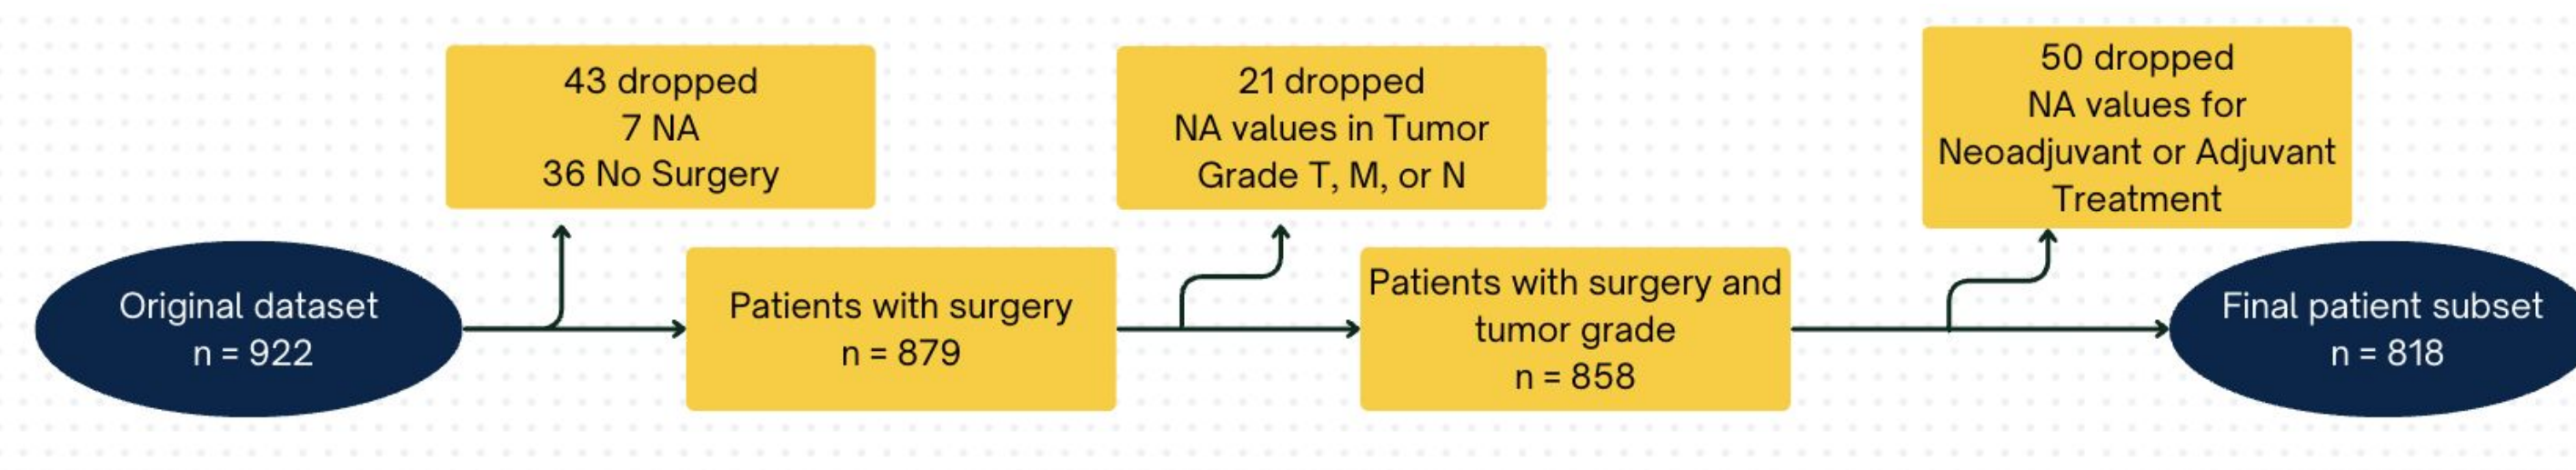 Original dataset
n = 922
43 dropped
7 NA
36 No Surgery
Patients with surgery
n = 879
21 dropped
NA values in Tumor
Grade T, M, or N
Patients with surgery and
tumor grade
n = 858
50 dropped
NA values for
Neoadjuvant or Adjuvant
Treatment
Final patient subset
n = 818